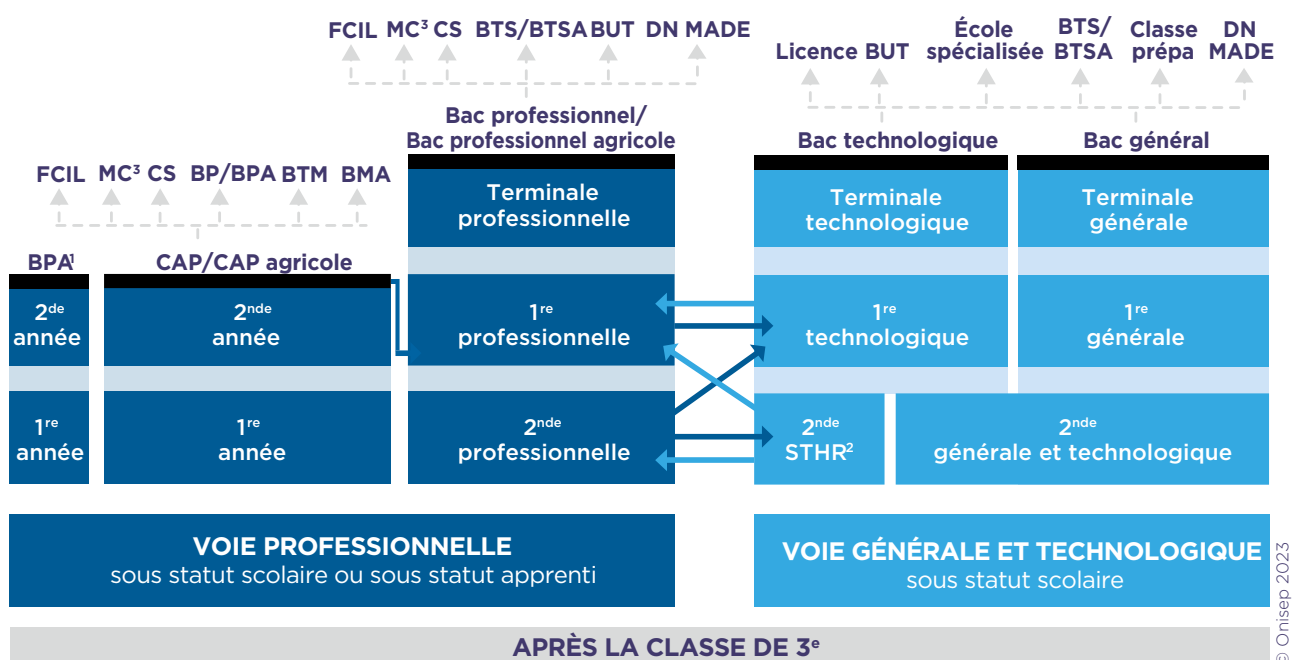 FCIL MC³ CS BTS/BTSA BUT DN MADE
Licence BUT École spécialisée BTS/BTSA Classe prépa DN MADE
Bac professionnel/
Bac professionnel agricole
Bac technologique
Bac général
FCIL MC³ CS BP/BPA BTM BMA
Terminale
professionnelle
Terminale
technologique
Terminale
générale
BPA¹
CAP/CAP agricole
2de
année
2nde
année
1re
professionnelle
1re
technologique
1re
générale
1re
année
1re
année
2nde
professionnelle
2nde
STHR²
2nde
générale et technologique
VOIE PROFESSIONNELLE
sous statut scolaire ou sous statut apprenti
VOIE GÉNÉRALE ET TECHNOLOGIQUE
sous statut scolaire
APRÈS LA CLASSE DE 3e
© Onisep 2023